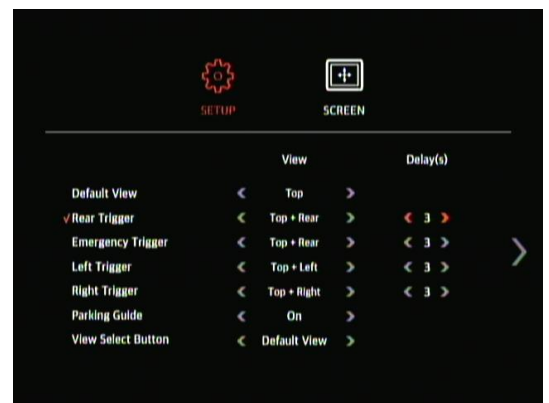 SETUP SCREEN
View Delay(s)
Default View < Top >
✓Rear Trigger < Top + Rear > < 3 >
Emergency Trigger < Top + Rear > < 3 >
Left Trigger < Top + Left > < 3 >
Right Trigger < Top + Right > < 3 >
Parking Guide < On >
View Select Button < Default View >